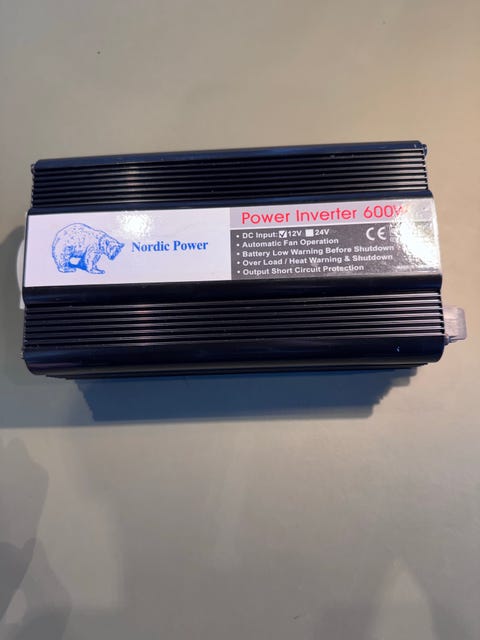 Nordic Power
Power Inverter 600W
• DC Input: ☑12V ■24V
• Automatic Fan Operation
• Battery Low Warning Before Shutdown
• Over Load / Heat Warning & Shutdown
• Output Short Circuit Protection
CE